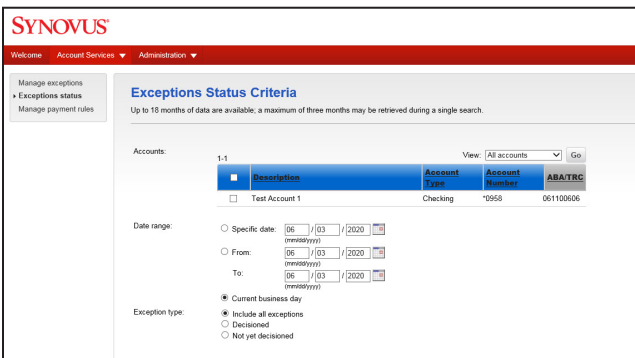 SYNOVUS®
Welcome Account Services Administration
Manage exceptions
Exceptions status
Manage payment rules
Exceptions Status Criteria
Up to 18 months of data are available; a maximum of three months may be retrieved during a single search.
Accounts:
1-1 View: All accounts Go
Description Account Type Account Number ABA/TRC
Test Account 1 Checking *0958 061100606
Date range: Specific date: 06 / 03 / 2020
(mm/dd/yyyy)
From: 06 / 03 / 2020
(mm/dd/yyyy)
To: 06 / 03 / 2020
(mm/dd/yyyy)
Current business day
Exception type: Include all exceptions
Decisioned
Not yet decisioned